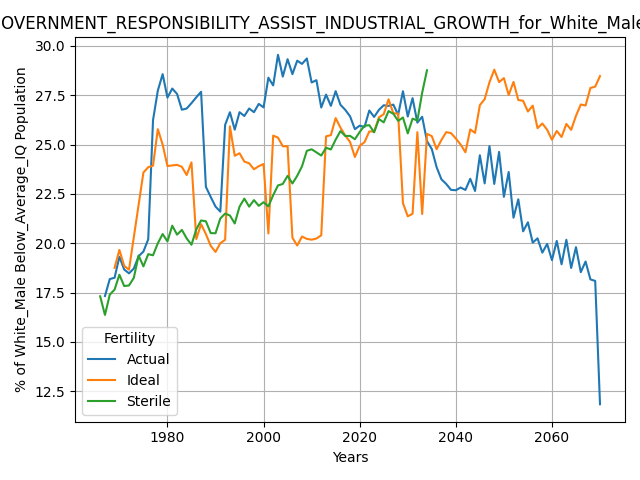 OVERNMENT_RESPONSIBILITY_ASSIST_INDUSTRIAL_GROWTH_for_White_Male
30.0
27.5
25.0
22.5
20.0
17.5
15.0
12.5
% of White_Male Below_Average_IQ Population
Fertility
Actual
Ideal
Sterile
1980
2000
2020
2040
2060
Years